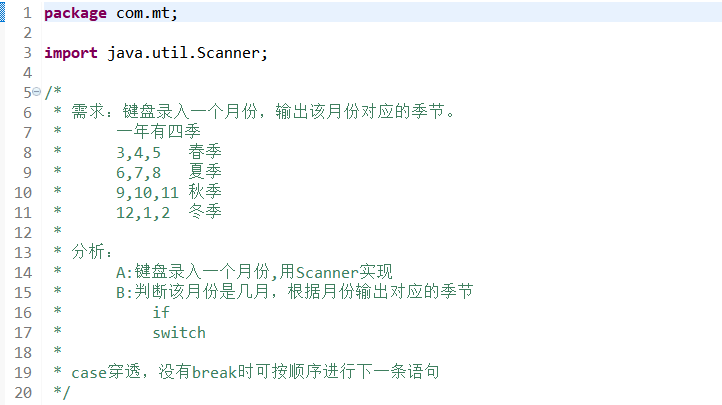 1 package com.mt;
2
3 import java.util.Scanner;
4
5 /*
6 * 需求：键盘录入一个月份，输出该月份对应的季节。
7 * 一年有四季
8 * 3,4,5 春季
9 * 6,7,8 夏季
10 * 9,10,11 秋季
11 * 12,1,2 冬季
12 *
13 * 分析：
14 * A:键盘录入一个月份,用Scanner实现
15 * B:判断该月份是几月，根据月份输出对应的季节
16 * if
17 * switch
18 *
19 * case穿透，没有break时可按顺序进行下一条语句
20 */